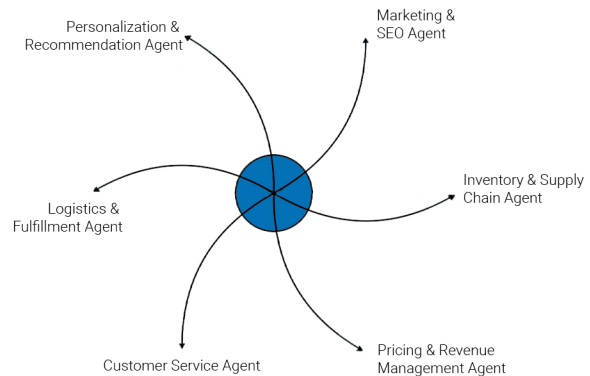 Personalization &
Recommendation Agent
Marketing &
SEO Agent
Logistics &
Fulfillment Agent
Inventory & Supply
Chain Agent
Customer Service Agent
Pricing & Revenue
Management Agent